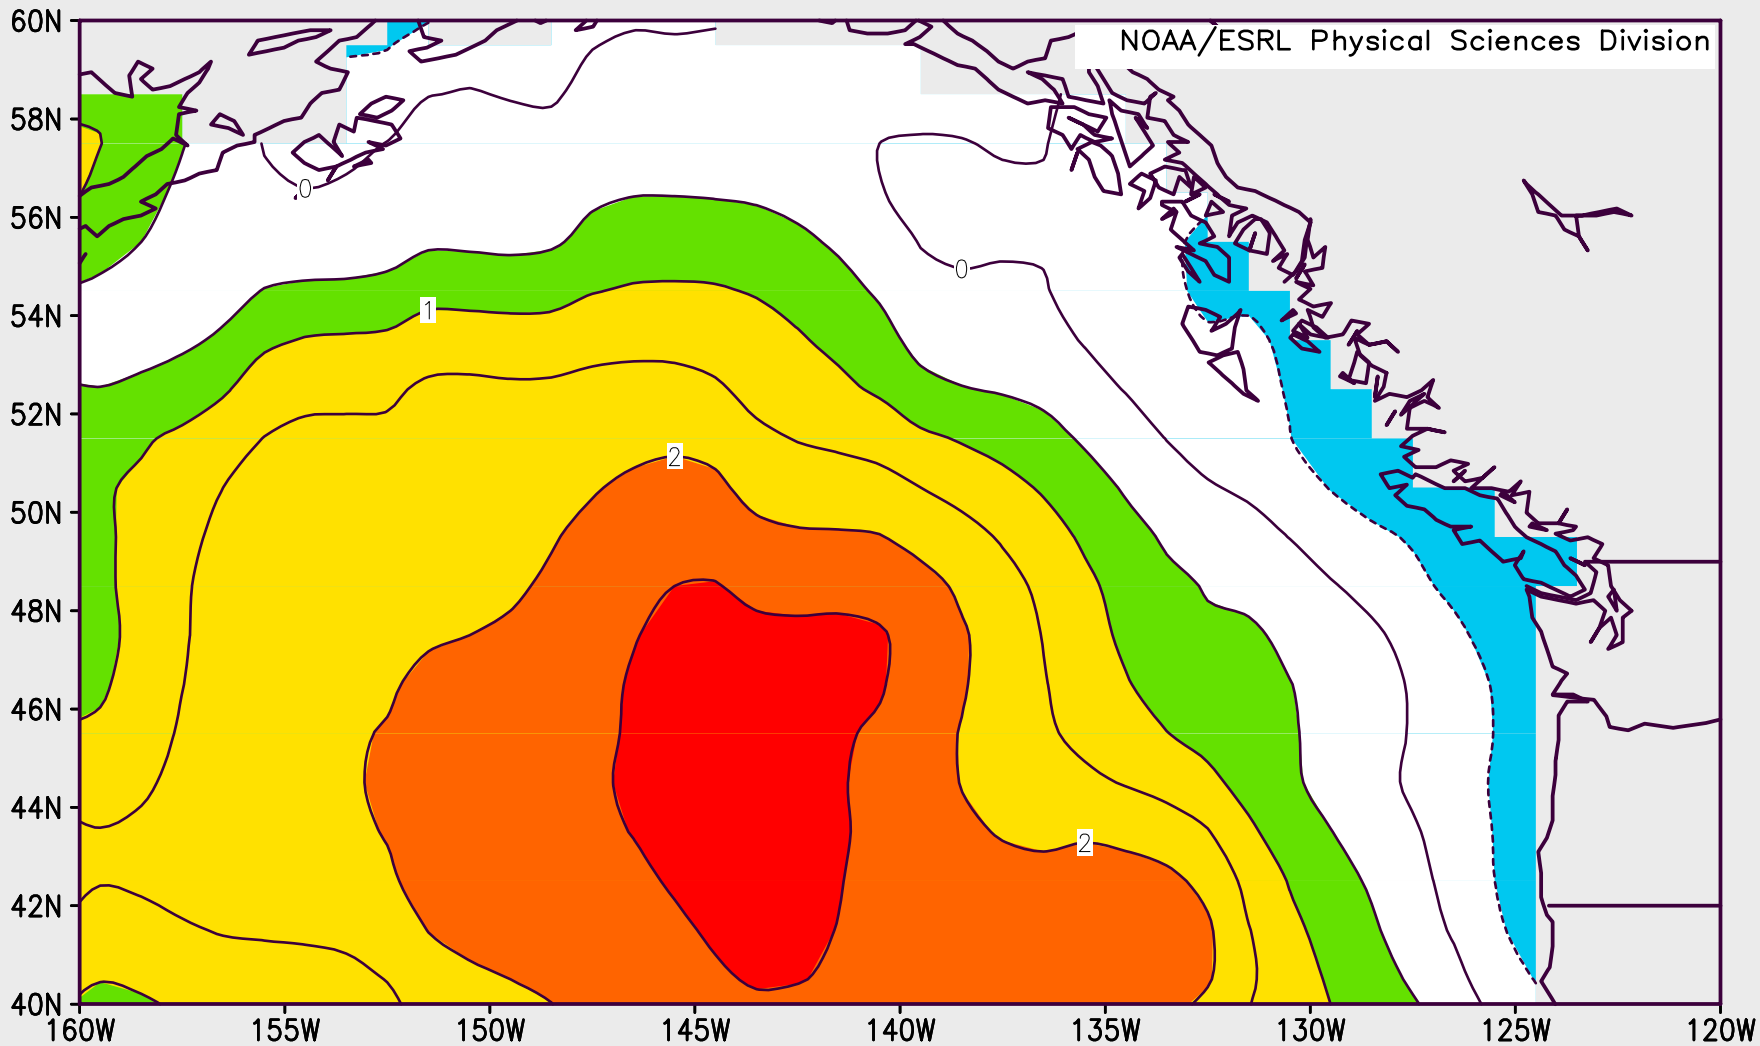 60N
NOAA/ESRL Physical Sciences Division
58N
0
56N
0
54N
1
52N
2
50N
48N
46N
44N
2
42N
40N
160W 155W 150W 145W 140W 135W 130W 125W 120W